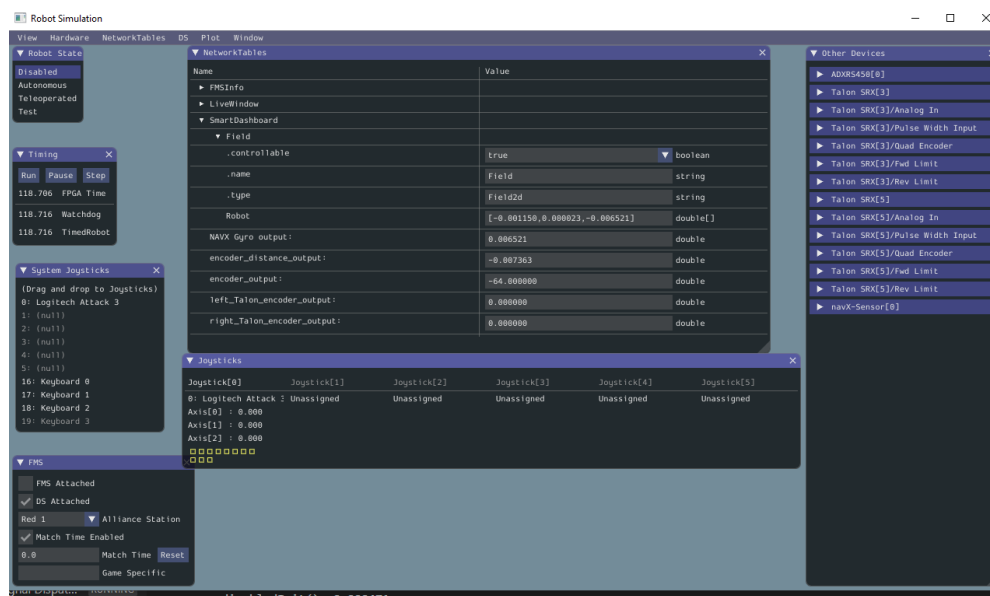 Robot Simulation
View Hardware NetworkTables DS Plot Window
Robot State
Disabled
Autonomous
Teleoperated
Test
Timing
Run Pause Step
118.706 FPGA Time
118.716 Watchdog
118.716 TimedRobot
System Joysticks
(Drag and drop to Joysticks)
0: Logitech Attack 3
1: (null)
2: (null)
3: (null)
4: (null)
5: (null)
16: Keyboard 0
17: Keyboard 1
18: Keyboard 2
19: Keyboard 3
FMS
FMS Attached
DS Attached
Red 1 Alliance Station
Match Time Enabled
0.0 Match Time Reset
Game Specific
NetworkTables
Name Value
FMSInfo
LiveWindow
SmartDashboard
Field
.controllable true boolean
.name Field string
.type Field2d string
Robot [-0.001150,0.000023,-0.006521] double[]
NAVX Gyro output: 0.006521 double
encoder_distance_output: -0.007363 double
encoder_output: -64.000000 double
left_Talon_encoder_output: 0.000000 double
right_Talon_encoder_output: 0.000000 double
Joysticks
Joystick[0] Joystick[1] Joystick[2] Joystick[3] Joystick[4] Joystick[5]
0: Logitech Attack 3 Unassigned Unassigned Unassigned Unassigned Unassigned
Axis[0] : 0.000
Axis[1] : 0.000
Axis[2] : 0.000
Other Devices
ADXRS450[0]
Talon SRX[3]
Talon SRX[3]/Analog In
Talon SRX[3]/Pulse Width Input
Talon SRX[3]/Quad Encoder
Talon SRX[3]/Fwd Limit
Talon SRX[3]/Rev Limit
Talon SRX[5]
Talon SRX[5]/Analog In
Talon SRX[5]/Pulse Width Input
Talon SRX[5]/Quad Encoder
Talon SRX[5]/Fwd Limit
Talon SRX[5]/Rev Limit
navX-Sensor[0]